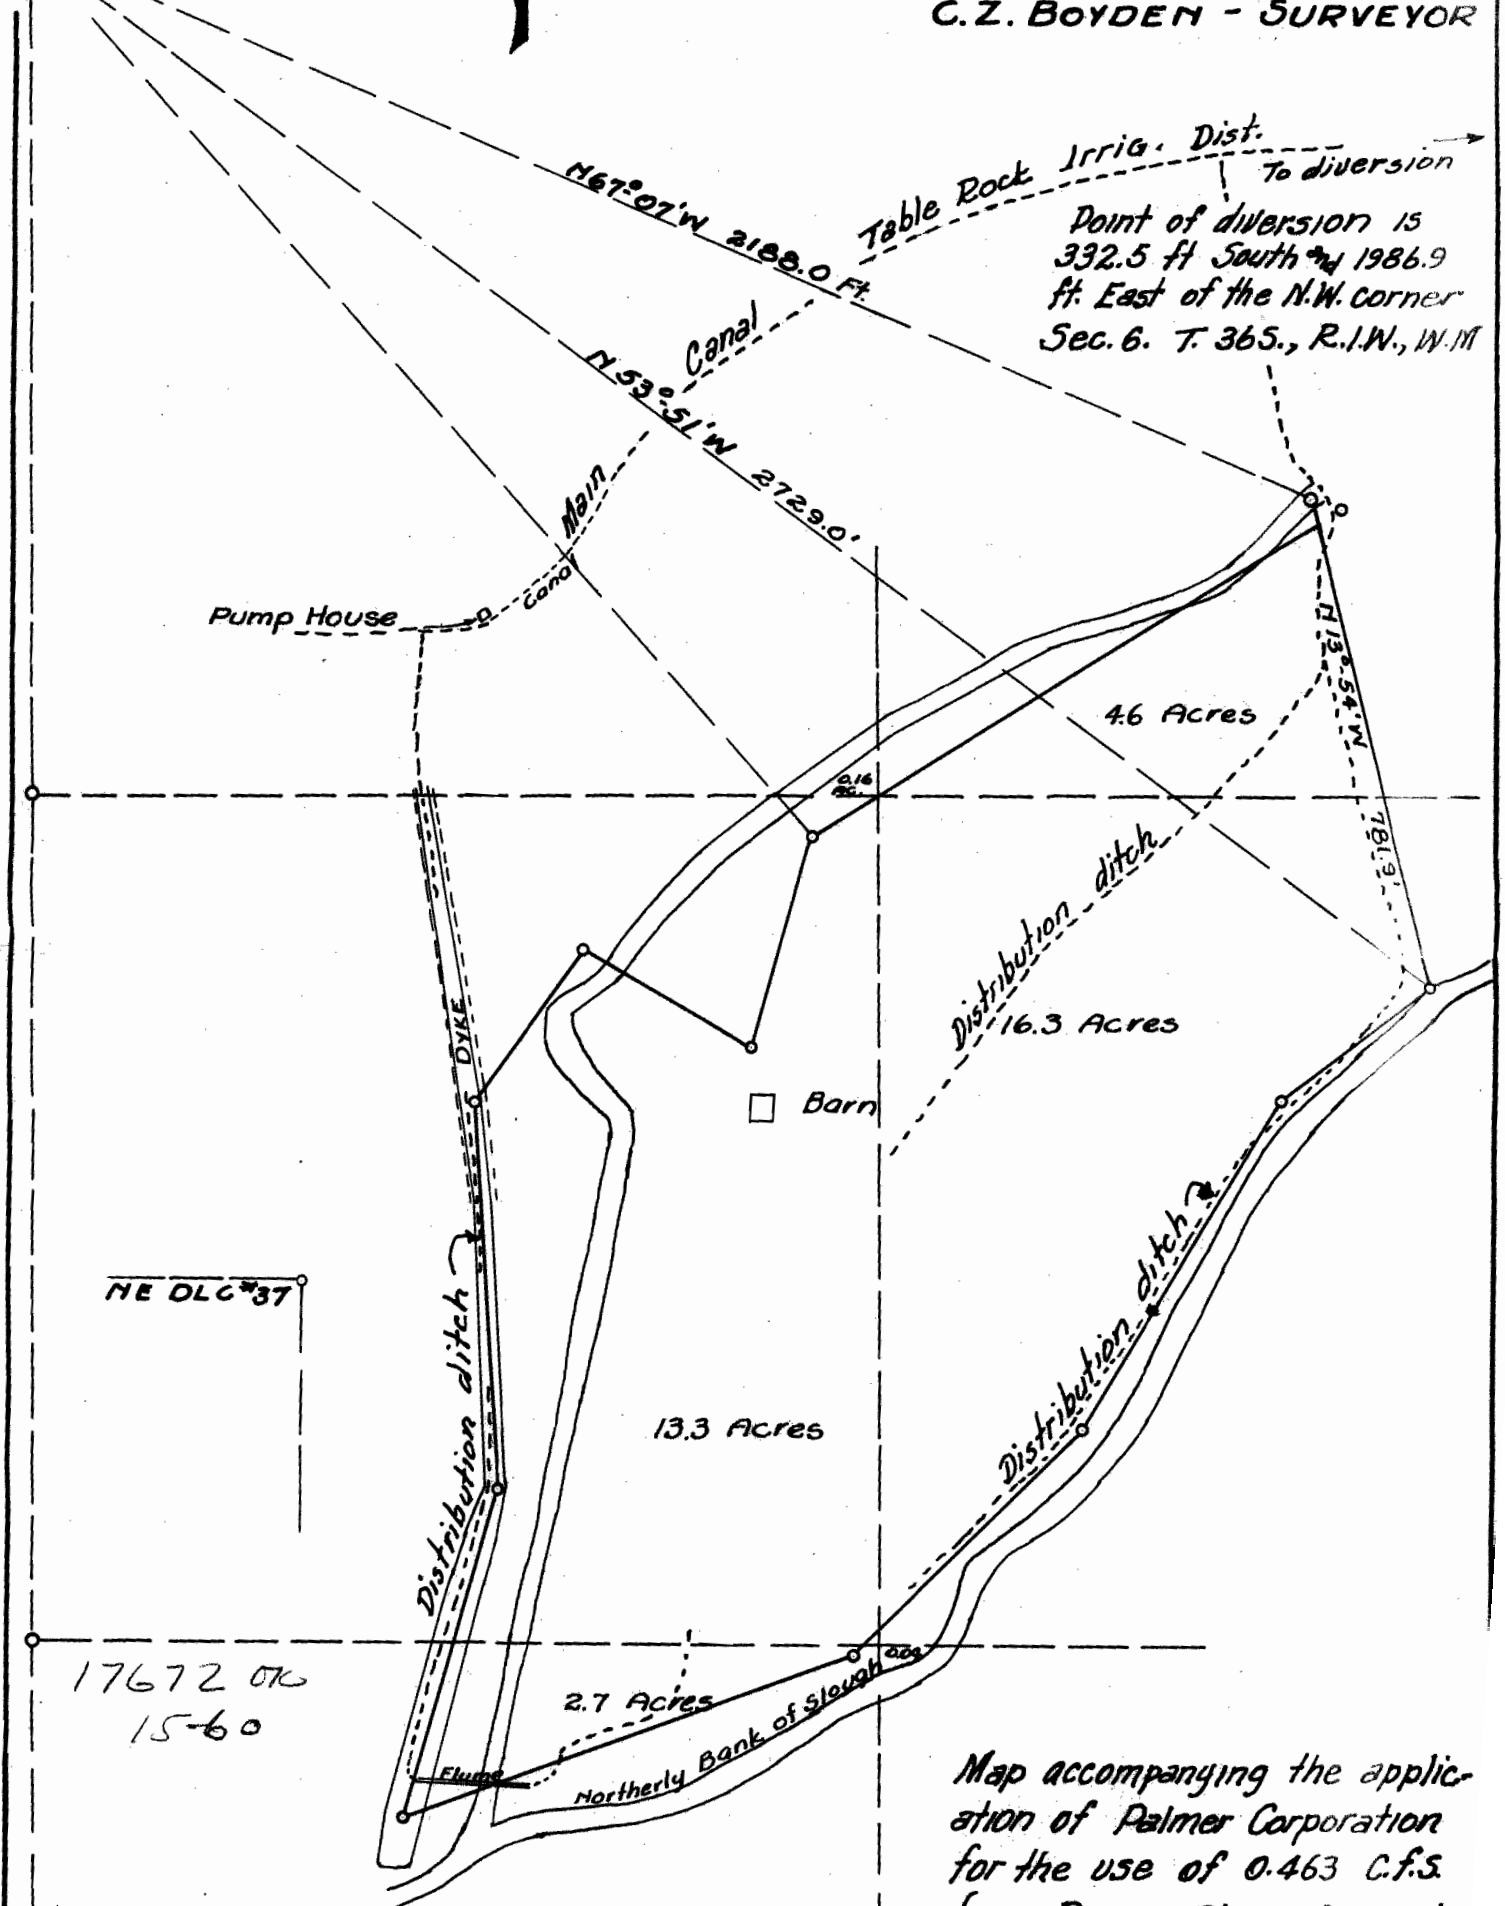 C.Z. BOYDEN - SURVEYOR
Table Rock Irrig. Dist.
To diversion
N67°07'W 2188.0 Ft.
Point of diversion is
332.5 ft South and 1986.9
ft. East of the N.W. corner
Sec. 6. T. 36S., R.1.W., W.M
Canal
N 53°-51'W 2729.0'
Main
Canal
Pump House
N 13°-54'W 781.9'
4.6 Acres
0.16
AC.
Distribution ditch
DYKE
16.3 Acres
Barn
Distribution ditch
NE DLC #37
Distribution ditch
13.3 Acres
17672
15-60
2.7 Acres
Northerly Bank of Slough
Flume
Map accompanying the applic-
ation of Palmer Corporation
for the use of 0.463 C.f.s.